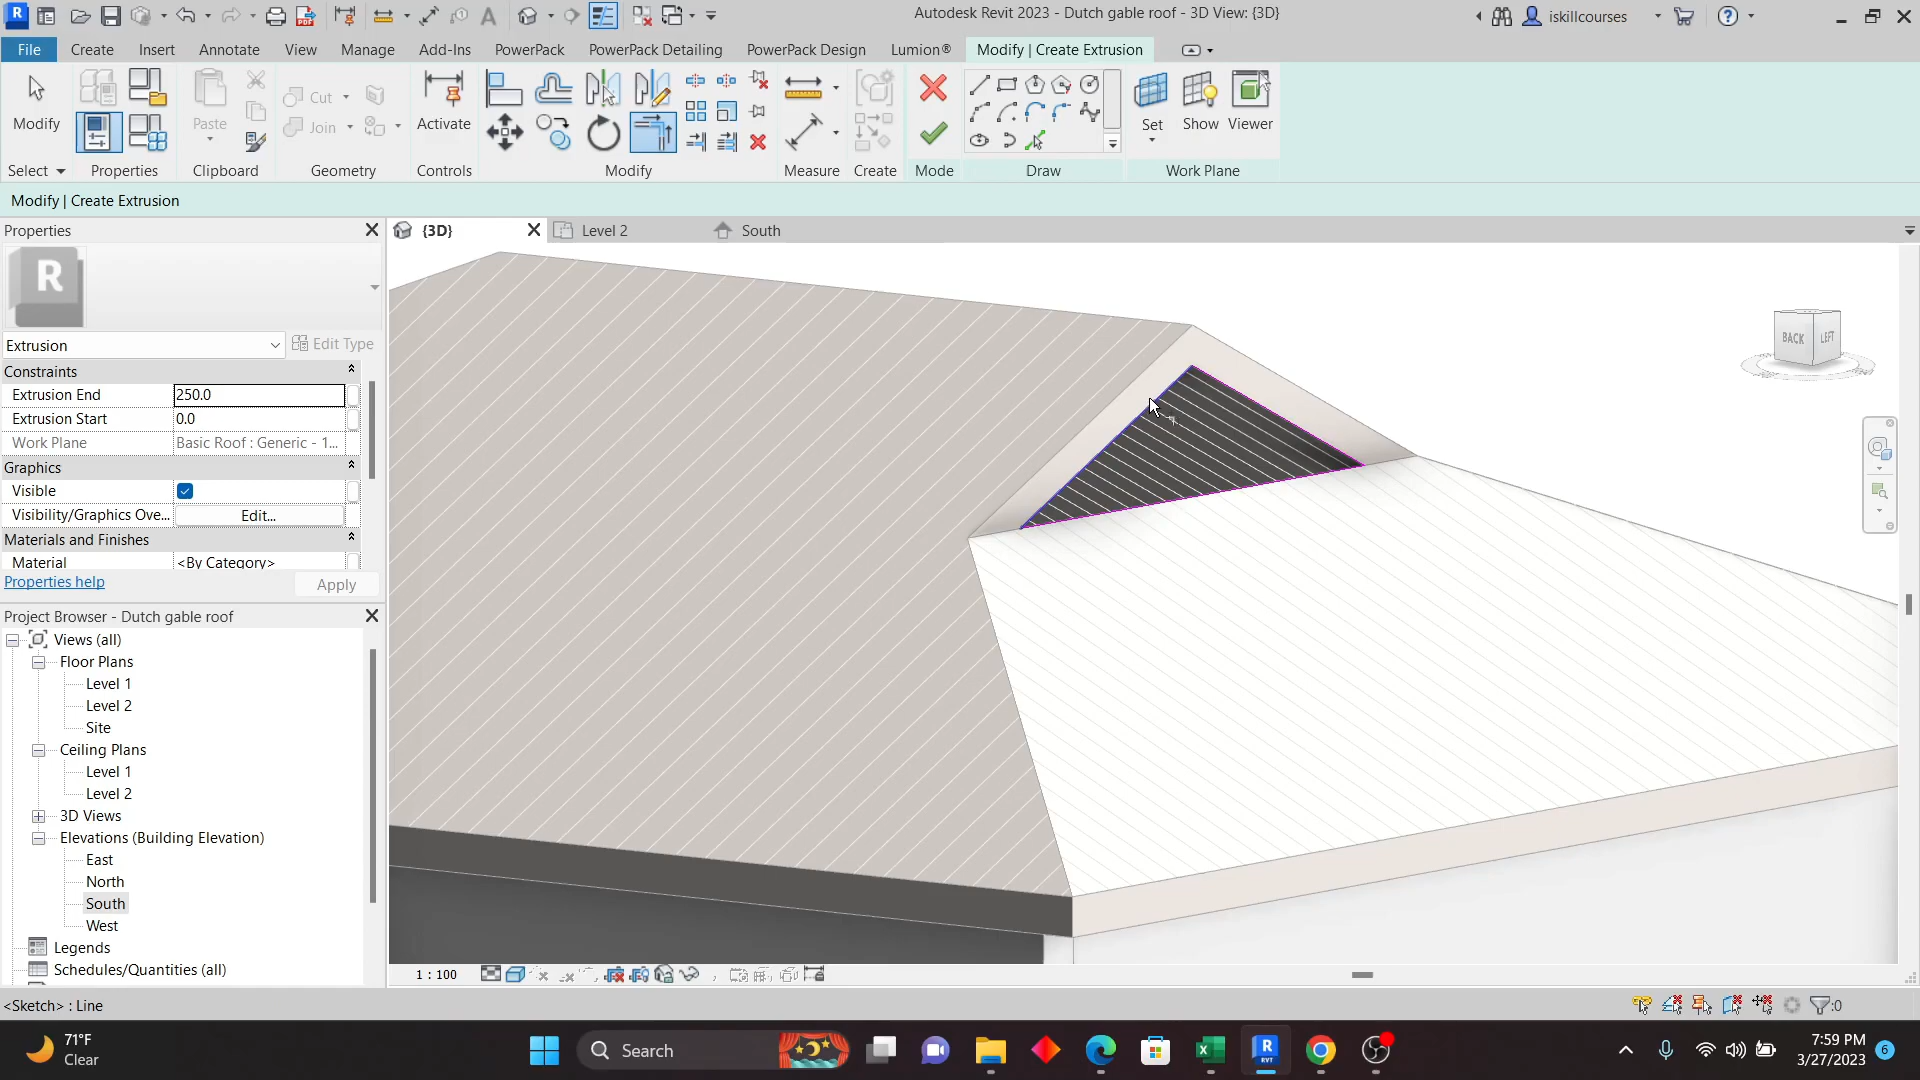 Autodesk Revit 2023 - Dutch gable roof - 3D View: {3D}
iskillcourses
File Create Insert Annotate View Manage Add-Ins PowerPack PowerPack Detailing PowerPack Design Lumion® Modify | Create Extrusion
Modify Paste Cut Join Activate Set Show Viewer
Select Properties Clipboard Geometry Controls Modify Measure Create Mode Draw Work Plane
Modify | Create Extrusion
Properties
{3D} Level 2 South
R
Extrusion Edit Type
Constraints
Extrusion End 250.0
Extrusion Start 0.0
Work Plane Basic Roof : Generic - 1...
Graphics
Visible
Visibility/Graphics Ove... Edit...
Materials and Finishes
Material <By Category>
Properties help Apply
BACK LEFT
Project Browser - Dutch gable roof
Views (all)
Floor Plans
Level 1
Level 2
Site
Ceiling Plans
Level 1
Level 2
3D Views
Elevations (Building Elevation)
East
North
South
West
Legends
Schedules/Quantities (all)
1 : 100
<Sketch> : Line
:0
71°F
Clear
Search
R
RVT
7:59 PM
3/27/2023
6